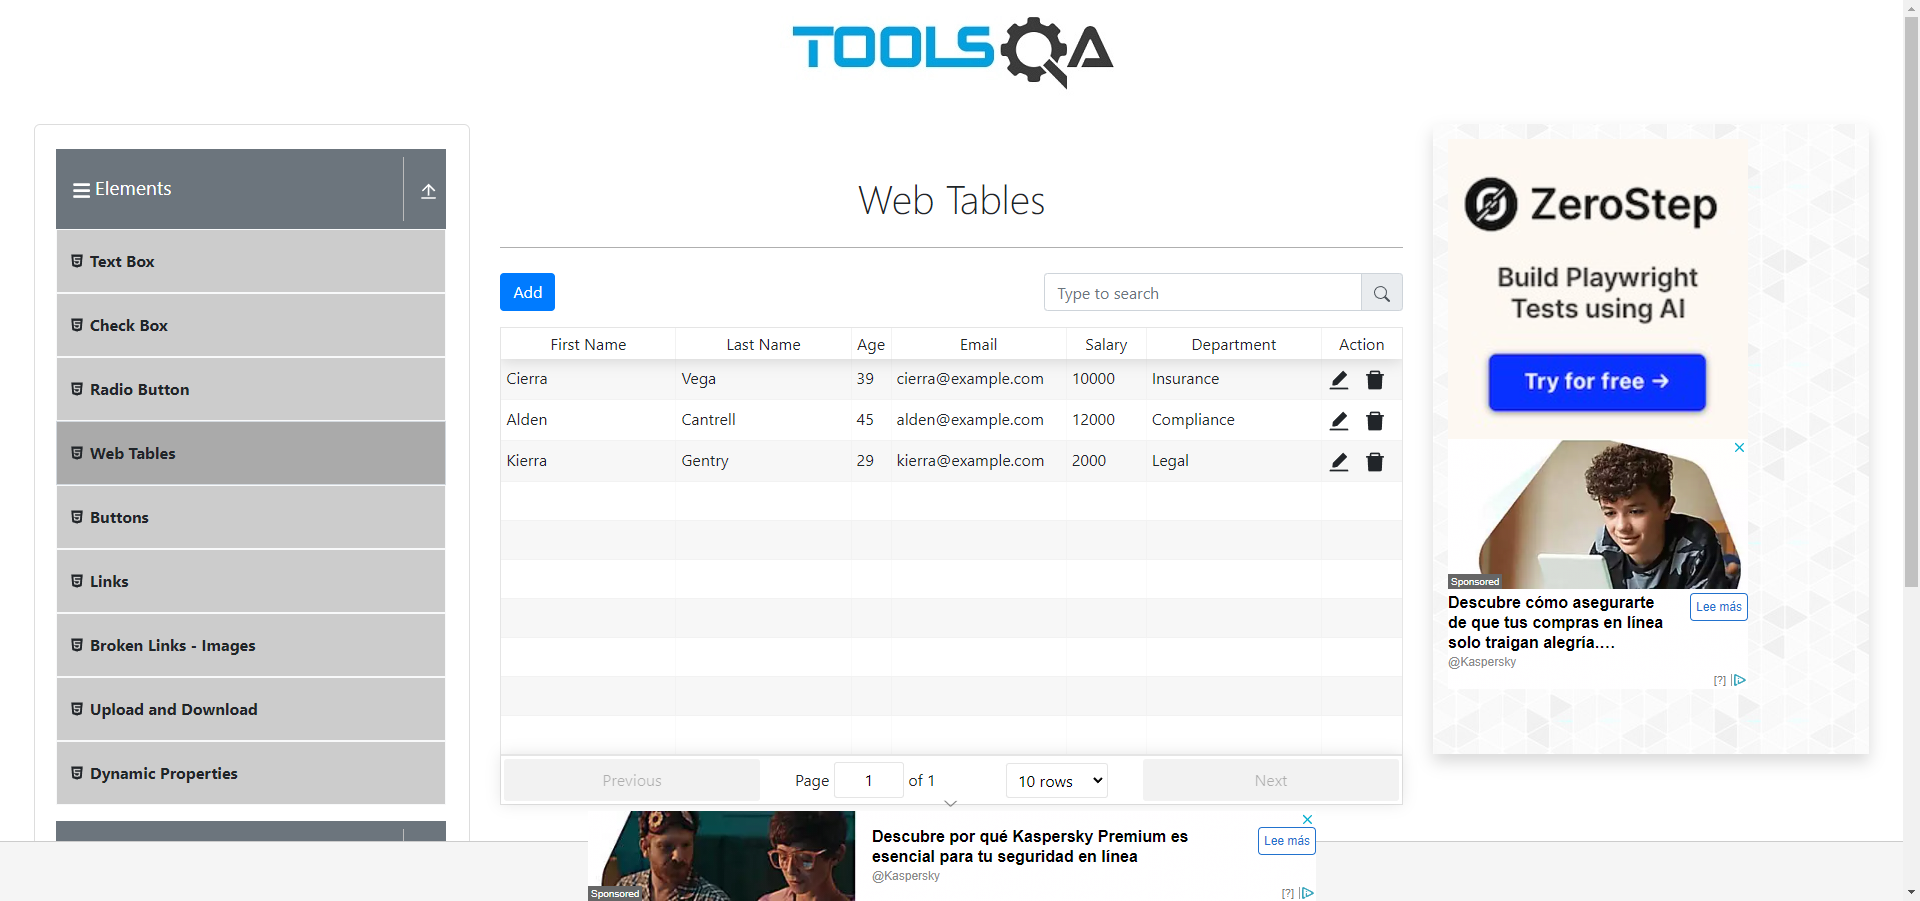 TOOLSQA
Elements
Text Box
Check Box
Radio Button
Web Tables
Buttons
Links
Broken Links - Images
Upload and Download
Dynamic Properties
Web Tables
Add
Type to search
First Name Last Name Age Email Salary Department Action
Cierra Vega 39 cierra@example.com 10000 Insurance
Alden Cantrell 45 alden@example.com 12000 Compliance
Kierra Gentry 29 kierra@example.com 2000 Legal
Previous Page 1 of 1 10 rows Next
ZeroStep
Build Playwright
Tests using AI
Try for free →
Sponsored
Descubre cómo asegurarte
de que tus compras en línea
solo traigan alegría....
Lee más
@Kaspersky
[?]
Descubre por qué Kaspersky Premium es
esencial para tu seguridad en línea
@Kaspersky
Lee más
Sponsored
[?]